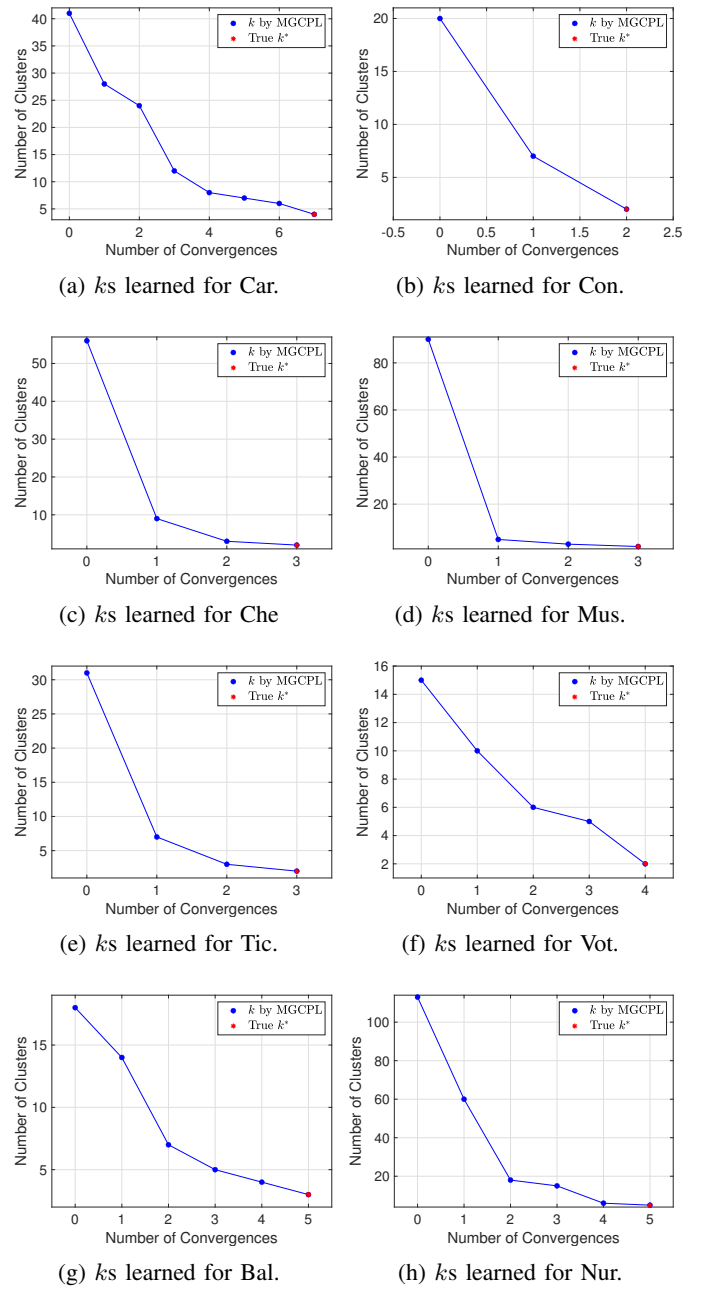 40
35
30
25
20
15
10
5
Number of Clusters
k by MGCPL
True k*
0 2 4 6
Number of Convergences
(a) ks learned for Car.
20
15
10
5
Number of Clusters
k by MGCPL
True k*
-0.5 0 0.5 1 1.5 2 2.5
Number of Convergences
(b) ks learned for Con.
50
40
30
20
10
Number of Clusters
k by MGCPL
True k*
0 1 2 3
Number of Convergences
(c) ks learned for Che
80
60
40
20
Number of Clusters
k by MGCPL
True k*
0 1 2 3
Number of Convergences
(d) ks learned for Mus.
30
25
20
15
10
5
Number of Clusters
k by MGCPL
True k*
0 1 2 3
Number of Convergences
(e) ks learned for Tic.
16
14
12
10
8
6
4
2
Number of Clusters
k by MGCPL
True k*
0 1 2 3 4
Number of Convergences
(f) ks learned for Vot.
15
10
5
Number of Clusters
k by MGCPL
True k*
0 1 2 3 4 5
Number of Convergences
(g) ks learned for Bal.
100
80
60
40
20
Number of Clusters
k by MGCPL
True k*
0 1 2 3 4 5
Number of Convergences
(h) ks learned for Nur.